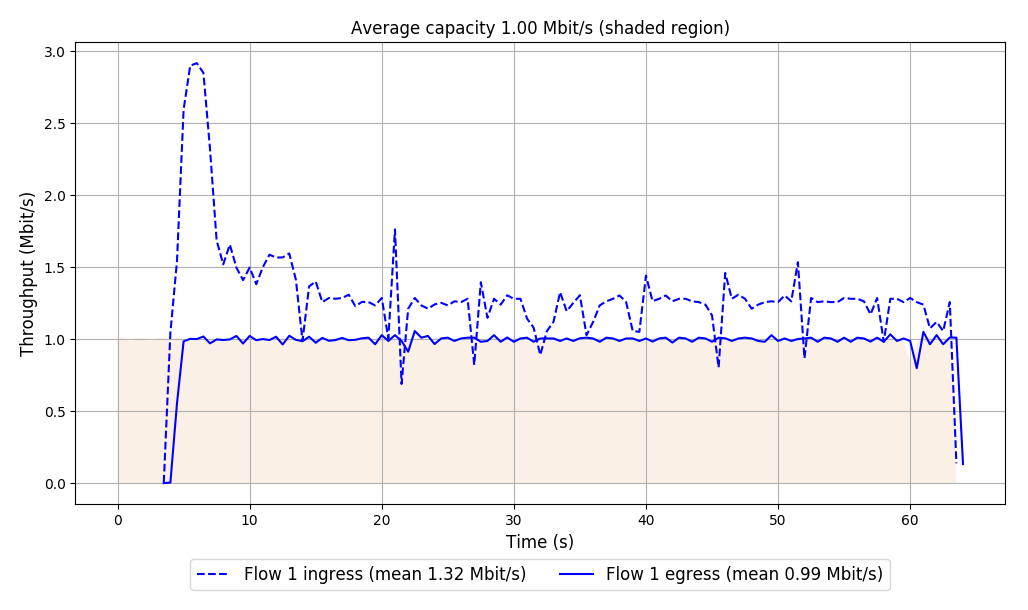 Average capacity 1.00 Mbit/s (shaded region)
3.0
2.5
2.0
1.5
1.0
0.5
0.0
Throughput (Mbit/s)
0 10 20 30 40 50 60
Time (s)
Flow 1 ingress (mean 1.32 Mbit/s) Flow 1 egress (mean 0.99 Mbit/s)